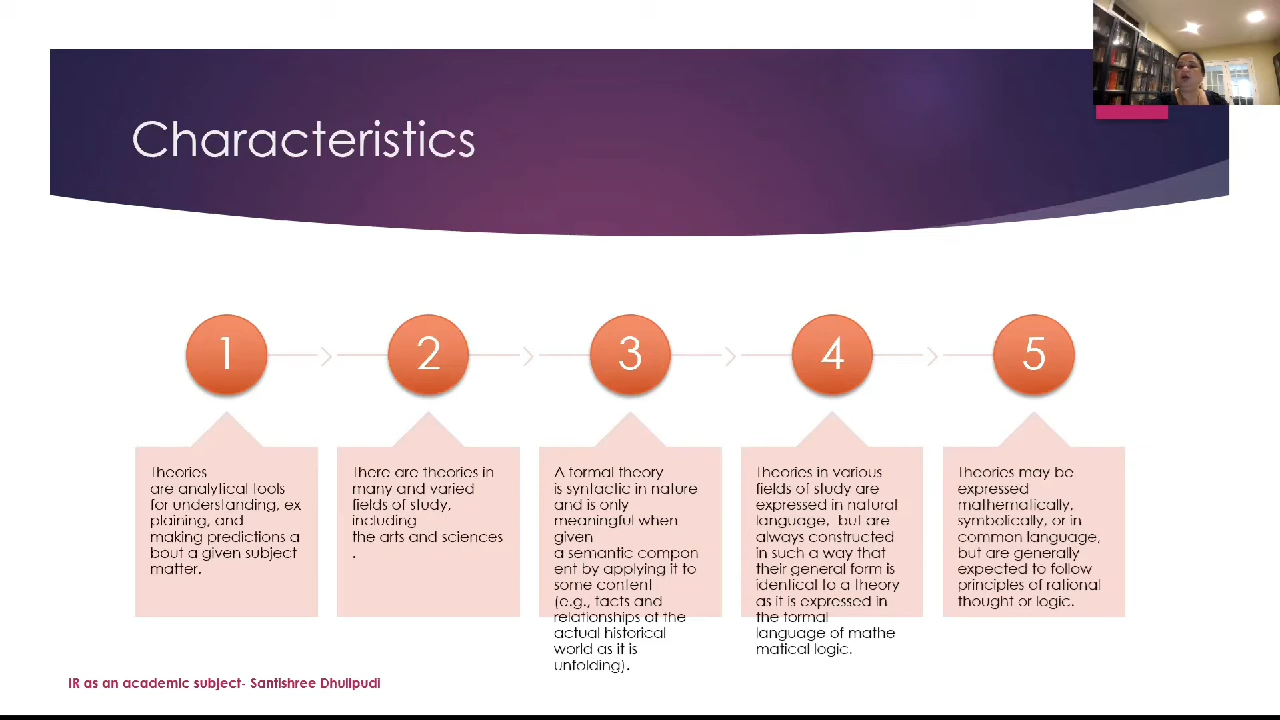 Characteristics
1
2
3
4
5
Theories
are analytical tools
for understanding, ex
plaining, and
making predictions a
bout a given subject
matter.
There are theories in
many and varied
fields of study,
including
the arts and sciences
.
A formal theory
is syntactic in nature
and is only
meaningful when
given
a semantic compon
ent by applying it to
some content
(e.g., facts and
relationships of the
actual historical
world as it is
unfolding).
Theories in various
fields of study are
expressed in natural
language, but are
always constructed
in such a way that
their general form is
identical to a theory
as it is expressed in
the formal
language of mathe
matical logic.
Theories may be
expressed
mathematically,
symbolically, or in
common language,
but are generally
expected to follow
principles of rational
thought or logic.
IR as an academic subject- Santishree Dhulipudi